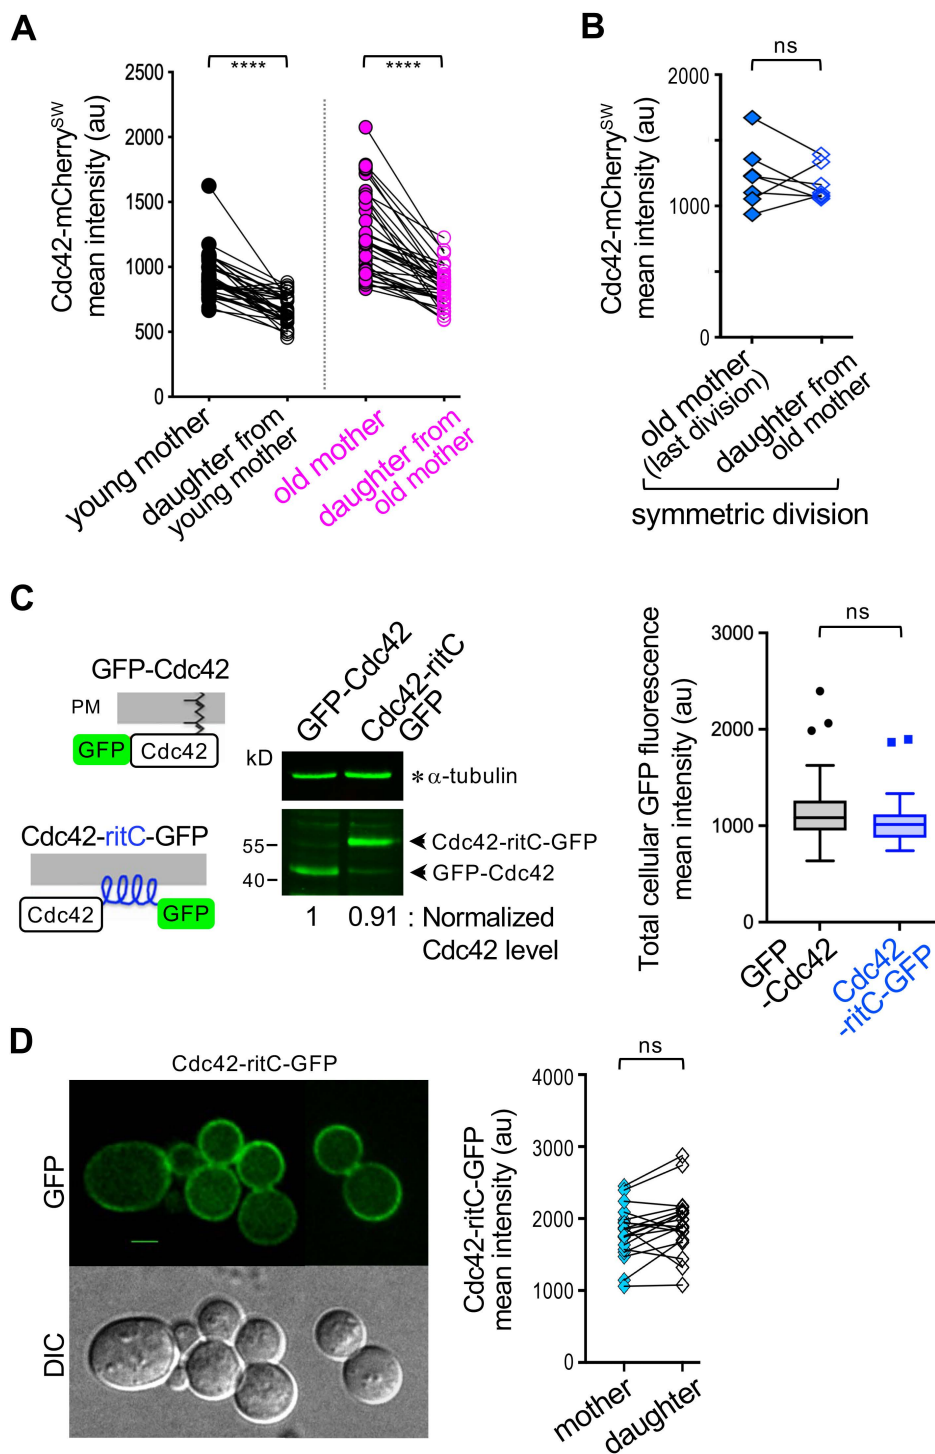 A
Cdc42-mCherrySW
mean intensity (au)
2500
2000
1500
1000
500
0
****
****
young mother
daughter from
young mother
old mother
daughter from
old mother
B
Cdc42-mCherrySW
mean intensity (au)
2000
1000
0
ns
old mother
(last division)
daughter from
old mother
symmetric division
C
GFP-Cdc42
PM
GFP
Cdc42
Cdc42-ritC-GFP
Cdc42
GFP
GFP-Cdc42
Cdc42-ritC
GFP
kD
* α-tubulin
55
Cdc42-ritC-GFP
40
GFP-Cdc42
1 0.91 : Normalized
Cdc42 level
Total cellular GFP fluorescence
mean intensity (au)
3000
2000
1000
0
ns
GFP
-Cdc42
Cdc42
-ritC-GFP
D
Cdc42-ritC-GFP
GFP
DIC
Cdc42-ritC-GFP
mean intensity (au)
4000
3000
2000
1000
0
ns
mother
daughter